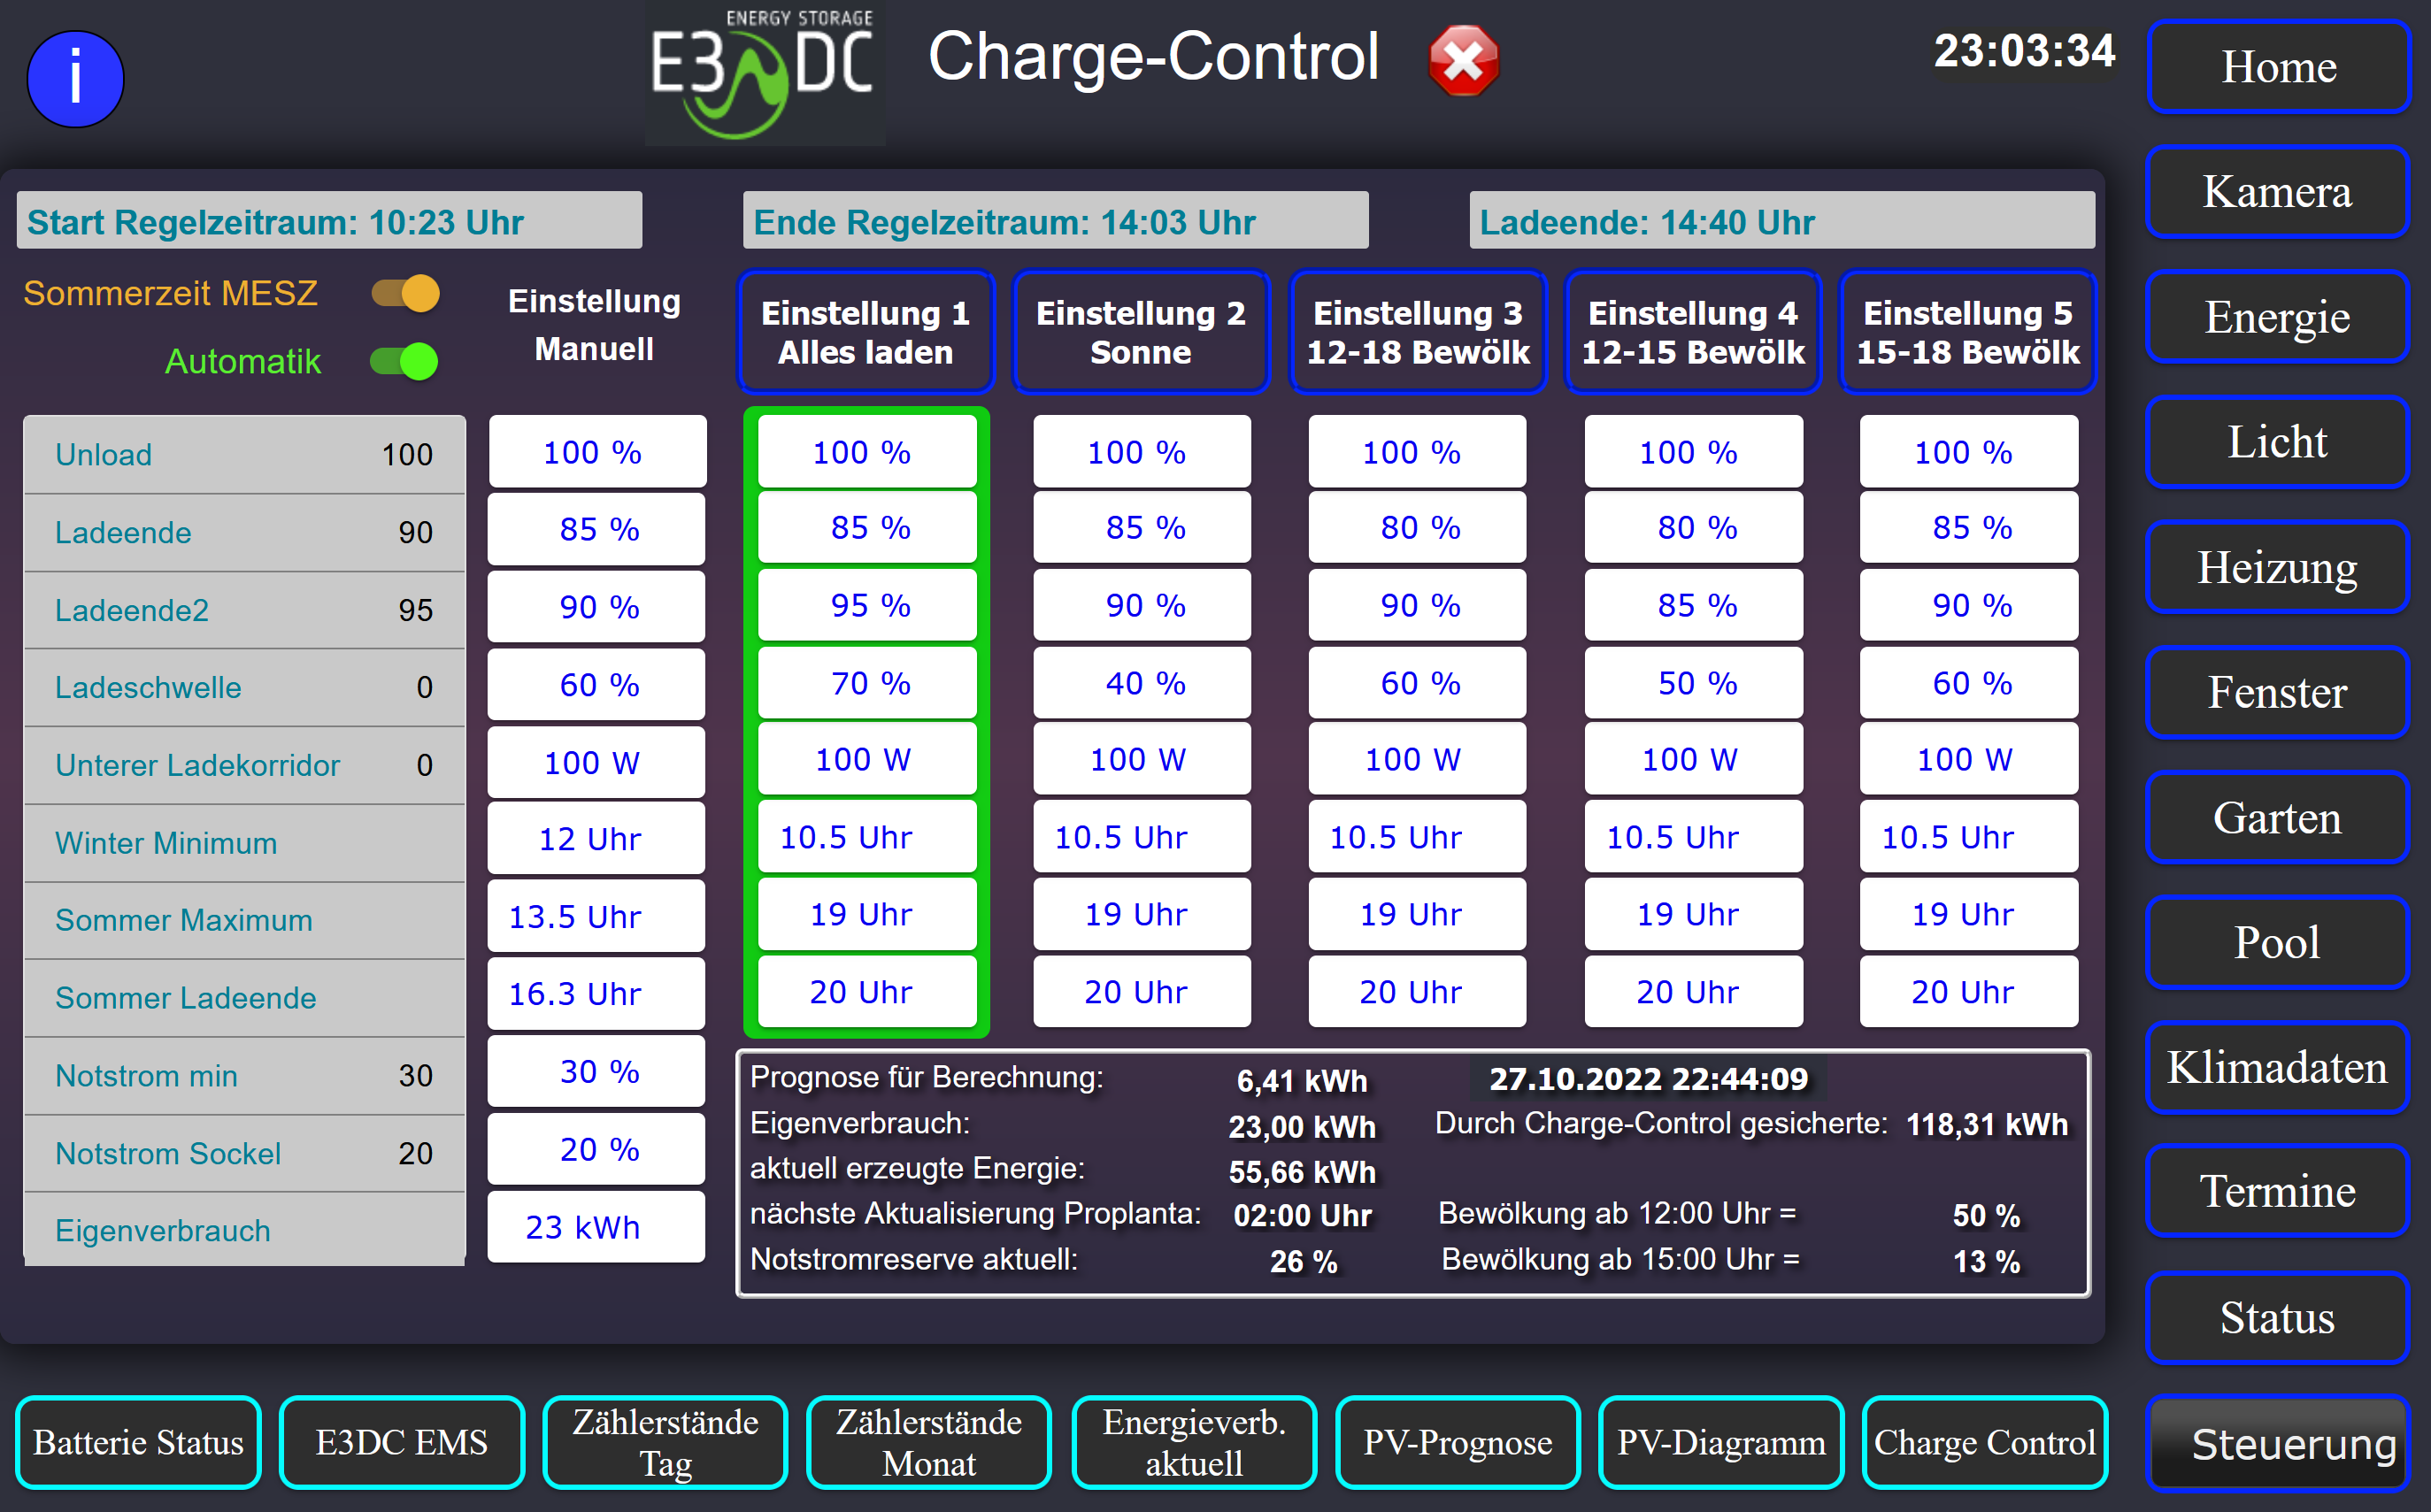 i
ENERGY STORAGE
E3 DC
Charge-Control
23:03:34
Start Regelzeitraum: 10:23 Uhr
Ende Regelzeitraum: 14:03 Uhr
Ladeende: 14:40 Uhr
Sommerzeit MESZ
Automatik
Einstellung
Manuell
Einstellung 1
Alles laden
Einstellung 2
Sonne
Einstellung 3
12-18 Bewölk
Einstellung 4
12-15 Bewölk
Einstellung 5
15-18 Bewölk
Unload 100 100 % 100 % 100 % 100 % 100 % 100 %
Ladeende 90 85 % 85 % 85 % 80 % 80 % 85 %
Ladeende2 95 90 % 95 % 90 % 90 % 85 % 90 %
Ladeschwelle 0 60 % 70 % 40 % 60 % 50 % 60 %
Unterer Ladekorridor 0 100 W 100 W 100 W 100 W 100 W 100 W
Winter Minimum 12 Uhr 10.5 Uhr 10.5 Uhr 10.5 Uhr 10.5 Uhr 10.5 Uhr
Sommer Maximum 13.5 Uhr 19 Uhr 19 Uhr 19 Uhr 19 Uhr 19 Uhr
Sommer Ladeende 16.3 Uhr 20 Uhr 20 Uhr 20 Uhr 20 Uhr 20 Uhr
Notstrom min 30 30 %
Notstrom Sockel 20 20 %
Eigenverbrauch 23 kWh
Prognose für Berechnung: 6,41 kWh 27.10.2022 22:44:09
Eigenverbrauch: 23,00 kWh Durch Charge-Control gesicherte: 118,31 kWh
aktuell erzeugte Energie: 55,66 kWh
nächste Aktualisierung Proplanta: 02:00 Uhr Bewölkung ab 12:00 Uhr = 50 %
Notstromreserve aktuell: 26 % Bewölkung ab 15:00 Uhr = 13 %
Home
Kamera
Energie
Licht
Heizung
Fenster
Garten
Pool
Klimadaten
Termine
Status
Steuerung
Batterie Status
E3DC EMS
Zählerstände
Tag
Zählerstände
Monat
Energieverb.
aktuell
PV-Prognose
PV-Diagramm
Charge Control